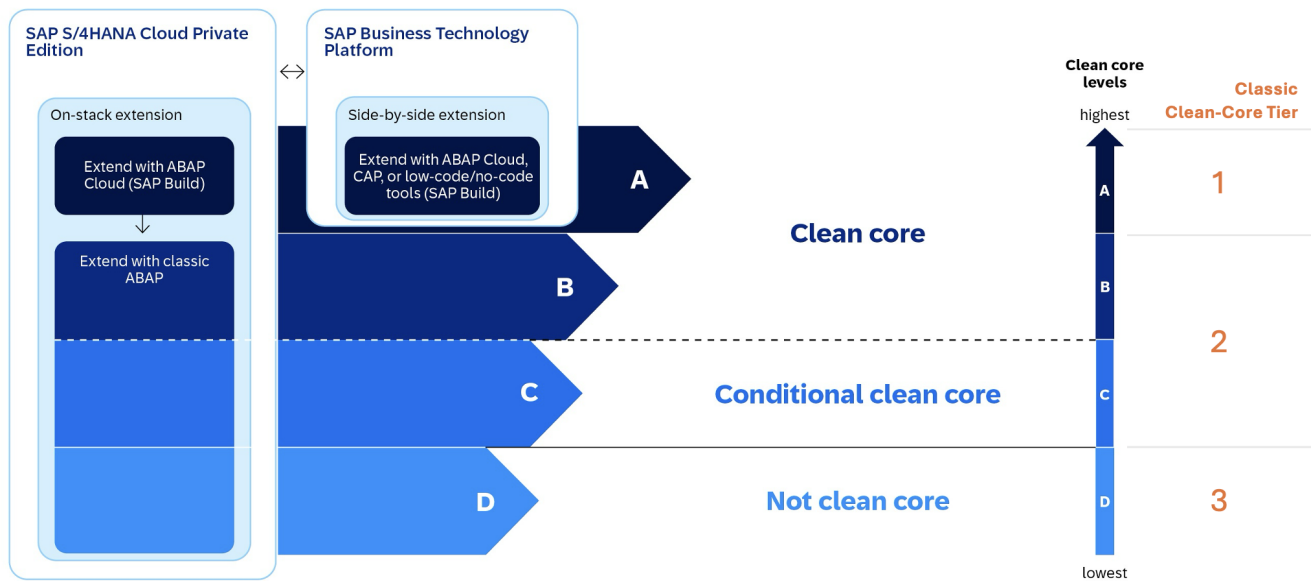 SAP S/4HANA Cloud Private
Edition
SAP Business Technology
Platform
On-stack extension
Extend with ABAP
Cloud (SAP Build)
Extend with classic
ABAP
Side-by-side extension
Extend with ABAP Cloud,
CAP, or low-code/no-code
tools (SAP Build)
A
B
C
D
Clean core
Conditional clean core
Not clean core
Clean core
levels
highest
A
B
C
D
lowest
Classic
Clean-Core Tier
1
2
3